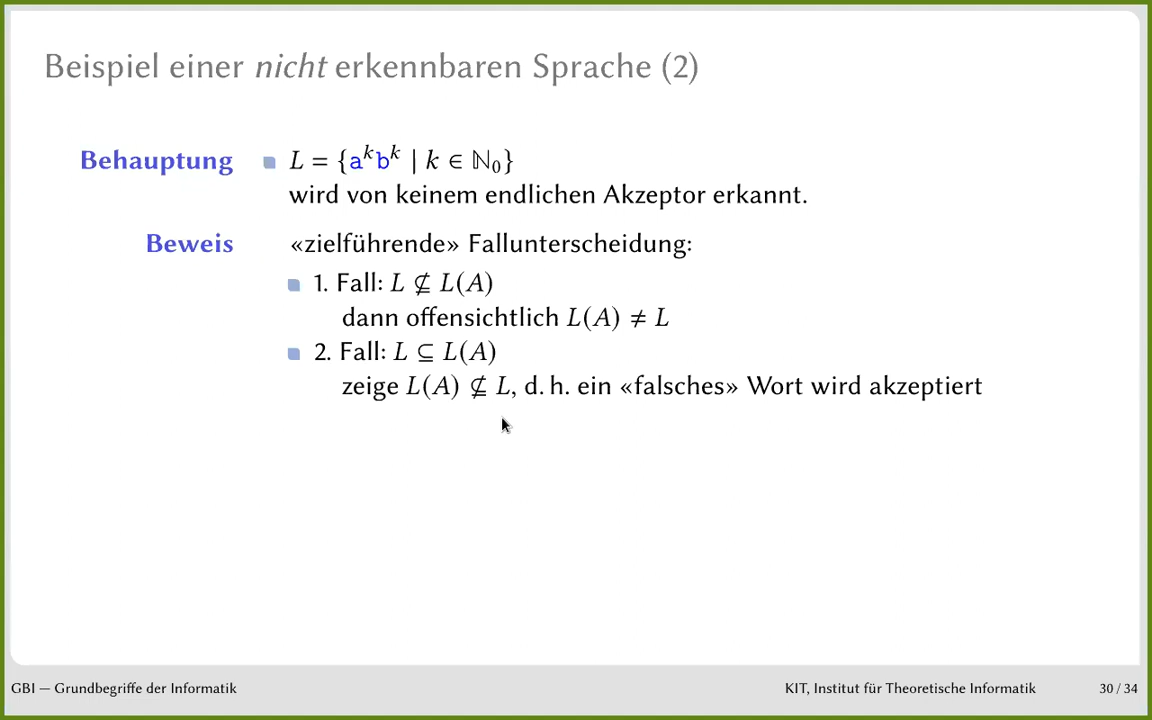 Beispiel einer nicht erkennbaren Sprache (2)
Behauptung L = {aᵏbᵏ | k ∈ ℕ₀}
wird von keinem endlichen Akzeptor erkannt.
Beweis «zielführende» Fallunterscheidung:
1. Fall: L ⊈ L(A)
dann offensichtlich L(A) ≠ L
2. Fall: L ⊆ L(A)
zeige L(A) ⊈ L, d. h. ein «falsches» Wort wird akzeptiert
GBI — Grundbegriffe der Informatik KIT, Institut für Theoretische Informatik 30 / 34